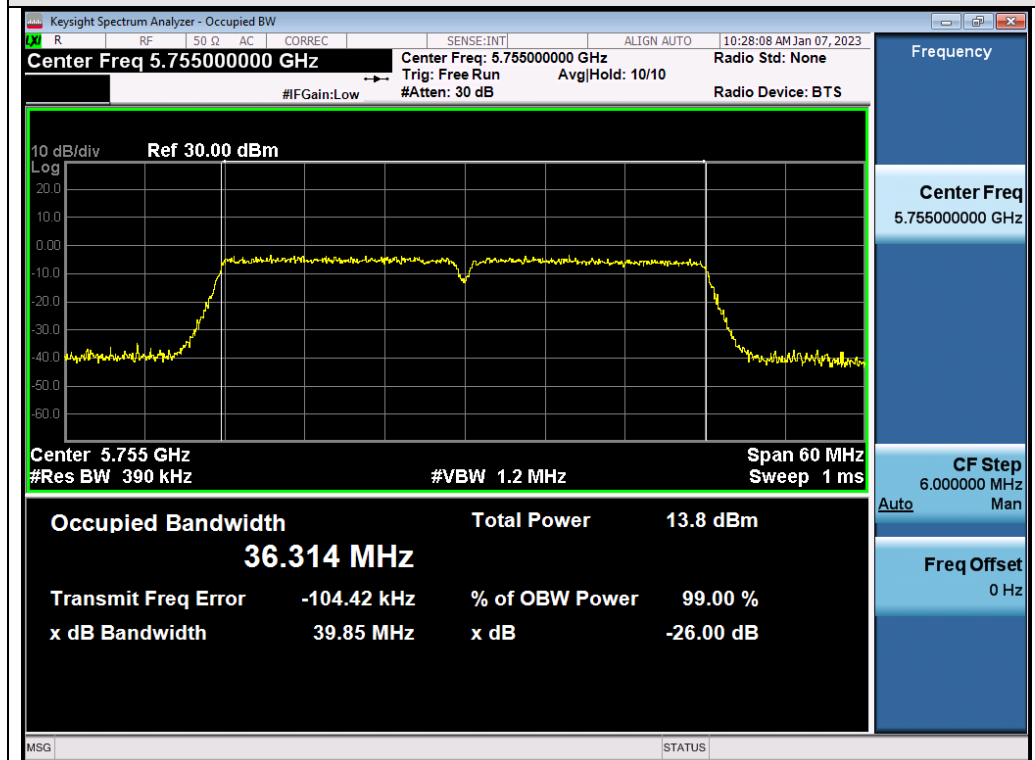 Keysight Spectrum Analyzer - Occupied BW
LXI R RF 50 Ω AC CORREC SENSE:INT ALIGN AUTO 10:28:08 AM Jan 07, 2023
Center Freq 5.755000000 GHz
Center Freq: 5.755000000 GHz
Radio Std: None
Trig: Free Run Avg|Hold: 10/10
#IFGain:Low
#Atten: 30 dB
Radio Device: BTS
10 dB/div Ref 30.00 dBm
Log
20.0
10.0
0.00
-10.0
-20.0
-30.0
-40.0
-50.0
-60.0
Center 5.755 GHz Span 60 MHz
#Res BW 390 kHz #VBW 1.2 MHz Sweep 1 ms
Occupied Bandwidth Total Power 13.8 dBm
36.314 MHz
Transmit Freq Error -104.42 kHz % of OBW Power 99.00 %
x dB Bandwidth 39.85 MHz x dB -26.00 dB
Frequency
Center Freq
5.755000000 GHz
CF Step
6.000000 MHz
Auto Man
Freq Offset
0 Hz
MSG STATUS